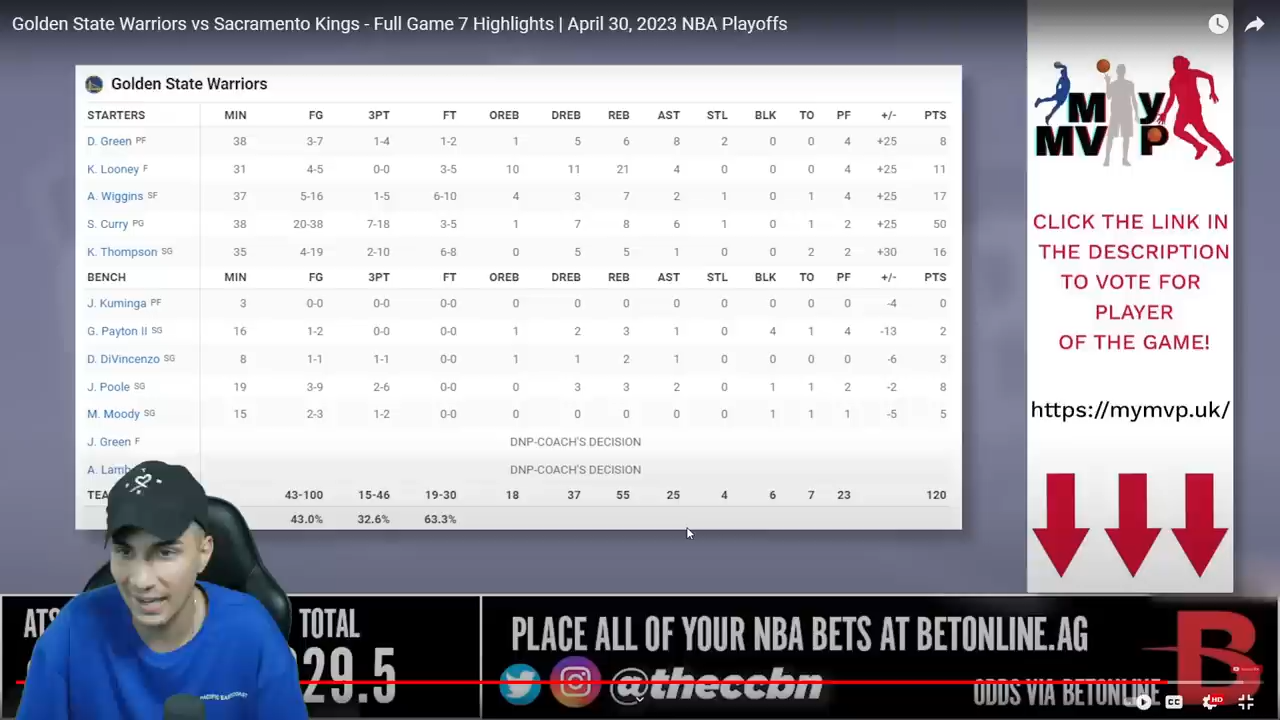 Golden State Warriors vs Sacramento Kings - Full Game 7 Highlights | April 30, 2023 NBA Playoffs
Golden State Warriors
STARTERS MIN FG 3PT FT OREB DREB REB AST STL BLK TO PF +/- PTS
D. Green PF 38 3-7 1-4 1-2 1 5 6 8 2 0 0 4 +25 8
K. Looney F 31 4-5 0-0 3-5 10 11 21 4 0 0 0 4 +25 11
A. Wiggins SF 37 5-16 1-5 6-10 4 3 7 2 1 0 0 4 +25 17
S. Curry PG 38 20-38 7-18 3-5 1 7 8 6 1 0 1 2 +25 50
K. Thompson SG 35 4-19 2-10 6-8 0 5 5 1 0 0 2 2 +30 16
BENCH MIN FG 3PT FT OREB DREB REB AST STL BLK TO PF +/- PTS
J. Kuminga PF 3 0-0 0-0 0-0 0 0 0 0 0 0 0 0 -4 0
G. Payton II SG 16 1-2 0-0 0-0 1 2 3 1 0 4 1 4 -13 2
D. DiVincenzo SG 8 1-1 1-1 0-0 1 1 2 1 0 0 0 0 -6 3
J. Poole SG 19 3-9 2-6 0-0 0 3 3 2 0 1 1 2 -2 8
M. Moody SG 15 2-3 1-2 0-0 0 0 0 0 0 1 1 1 -5 5
J. Green F DNP-COACH'S DECISION
A. Lamb DNP-COACH'S DECISION
TE 43-100 15-46 19-30 18 37 55 25 4 6 7 23 120
43.0% 32.6% 63.3%
MY
MVP
CLICK THE LINK IN
THE DESCRIPTION
TO VOTE FOR
PLAYER
OF THE GAME!
https://mymvp.uk/
ATS TOTAL
29.5
PLACE ALL OF YOUR NBA BETS AT BETONLINE.AG
@theccbn
ODDS VIA BETONLINE
B
CC
HD